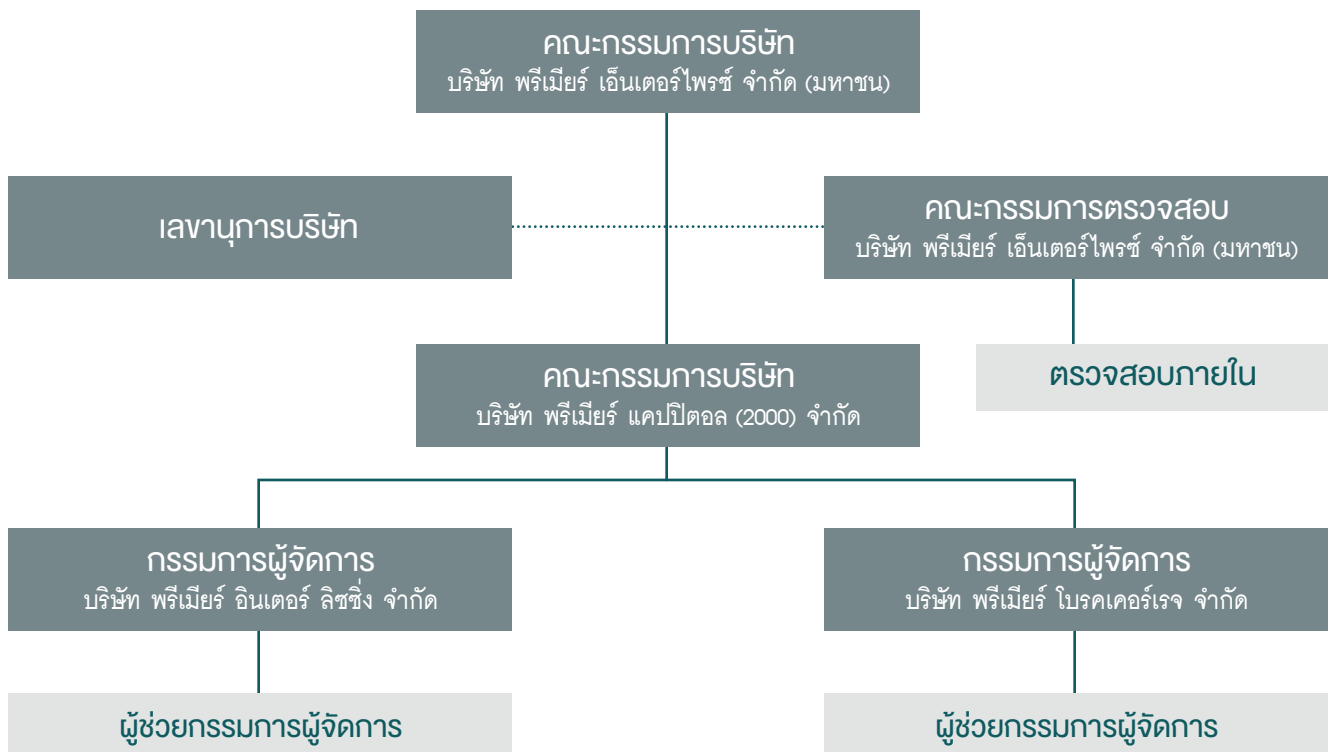 คณะกรรมการบริษัท
บริษัท พรีเมียร์ เอ็นเตอร์ไพรซ์ จำกัด (มหาชน)
เลขานุการบริษัท
คณะกรรมการตรวจสอบ
บริษัท พรีเมียร์ เอ็นเตอร์ไพรซ์ จำกัด (มหาชน)
ตรวจสอบภายใน
คณะกรรมการบริษัท
บริษัท พรีเมียร์ แคปปิตอล (2000) จำกัด
กรรมการผู้จัดการ
บริษัท พรีเมียร์ อินเตอร์ ลิซซิ่ง จำกัด
กรรมการผู้จัดการ
บริษัท พรีเมียร์ โบรคเคอร์เรจ จำกัด
ผู้ช่วยกรรมการผู้จัดการ
ผู้ช่วยกรรมการผู้จัดการ